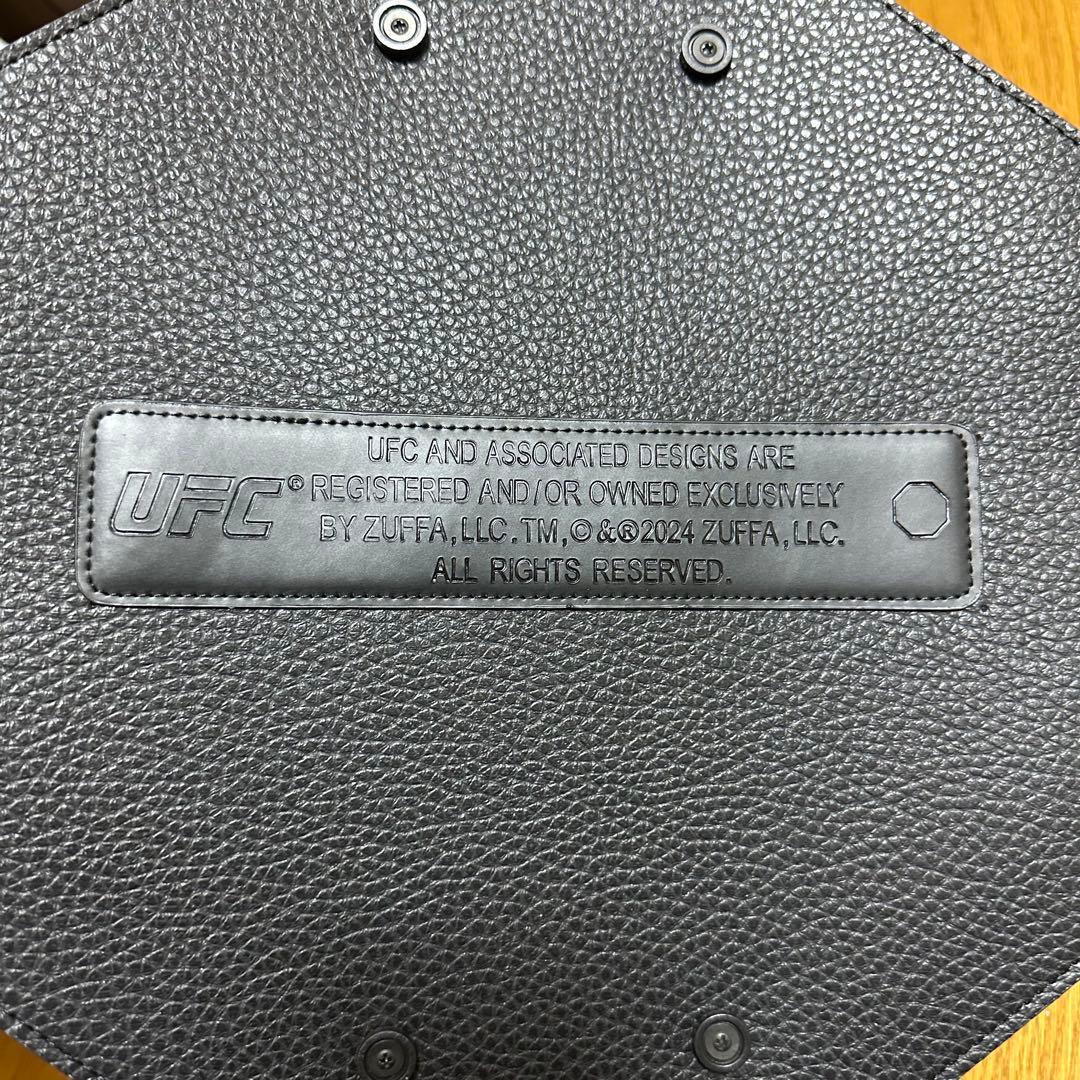 UFC®
UFC AND ASSOCIATED DESIGNS ARE
REGISTERED AND/OR OWNED EXCLUSIVELY
BY ZUFFA, LLC. TM, © & ® 2024 ZUFFA, LLC.
ALL RIGHTS RESERVED.